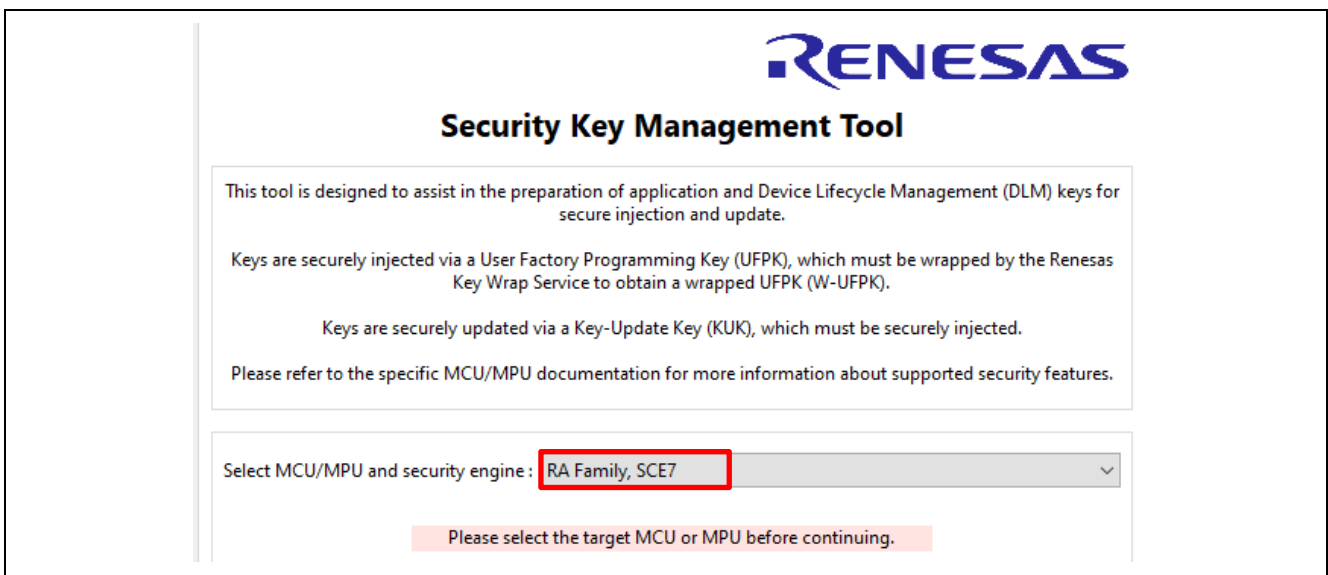 RENESAS
Security Key Management Tool
This tool is designed to assist in the preparation of application and Device Lifecycle Management (DLM) keys for
secure injection and update.
Keys are securely injected via a User Factory Programming Key (UFPK), which must be wrapped by the Renesas
Key Wrap Service to obtain a wrapped UFPK (W-UFPK).
Keys are securely updated via a Key-Update Key (KUK), which must be securely injected.
Please refer to the specific MCU/MPU documentation for more information about supported security features.
Select MCU/MPU and security engine : RA Family, SCE7
Please select the target MCU or MPU before continuing.